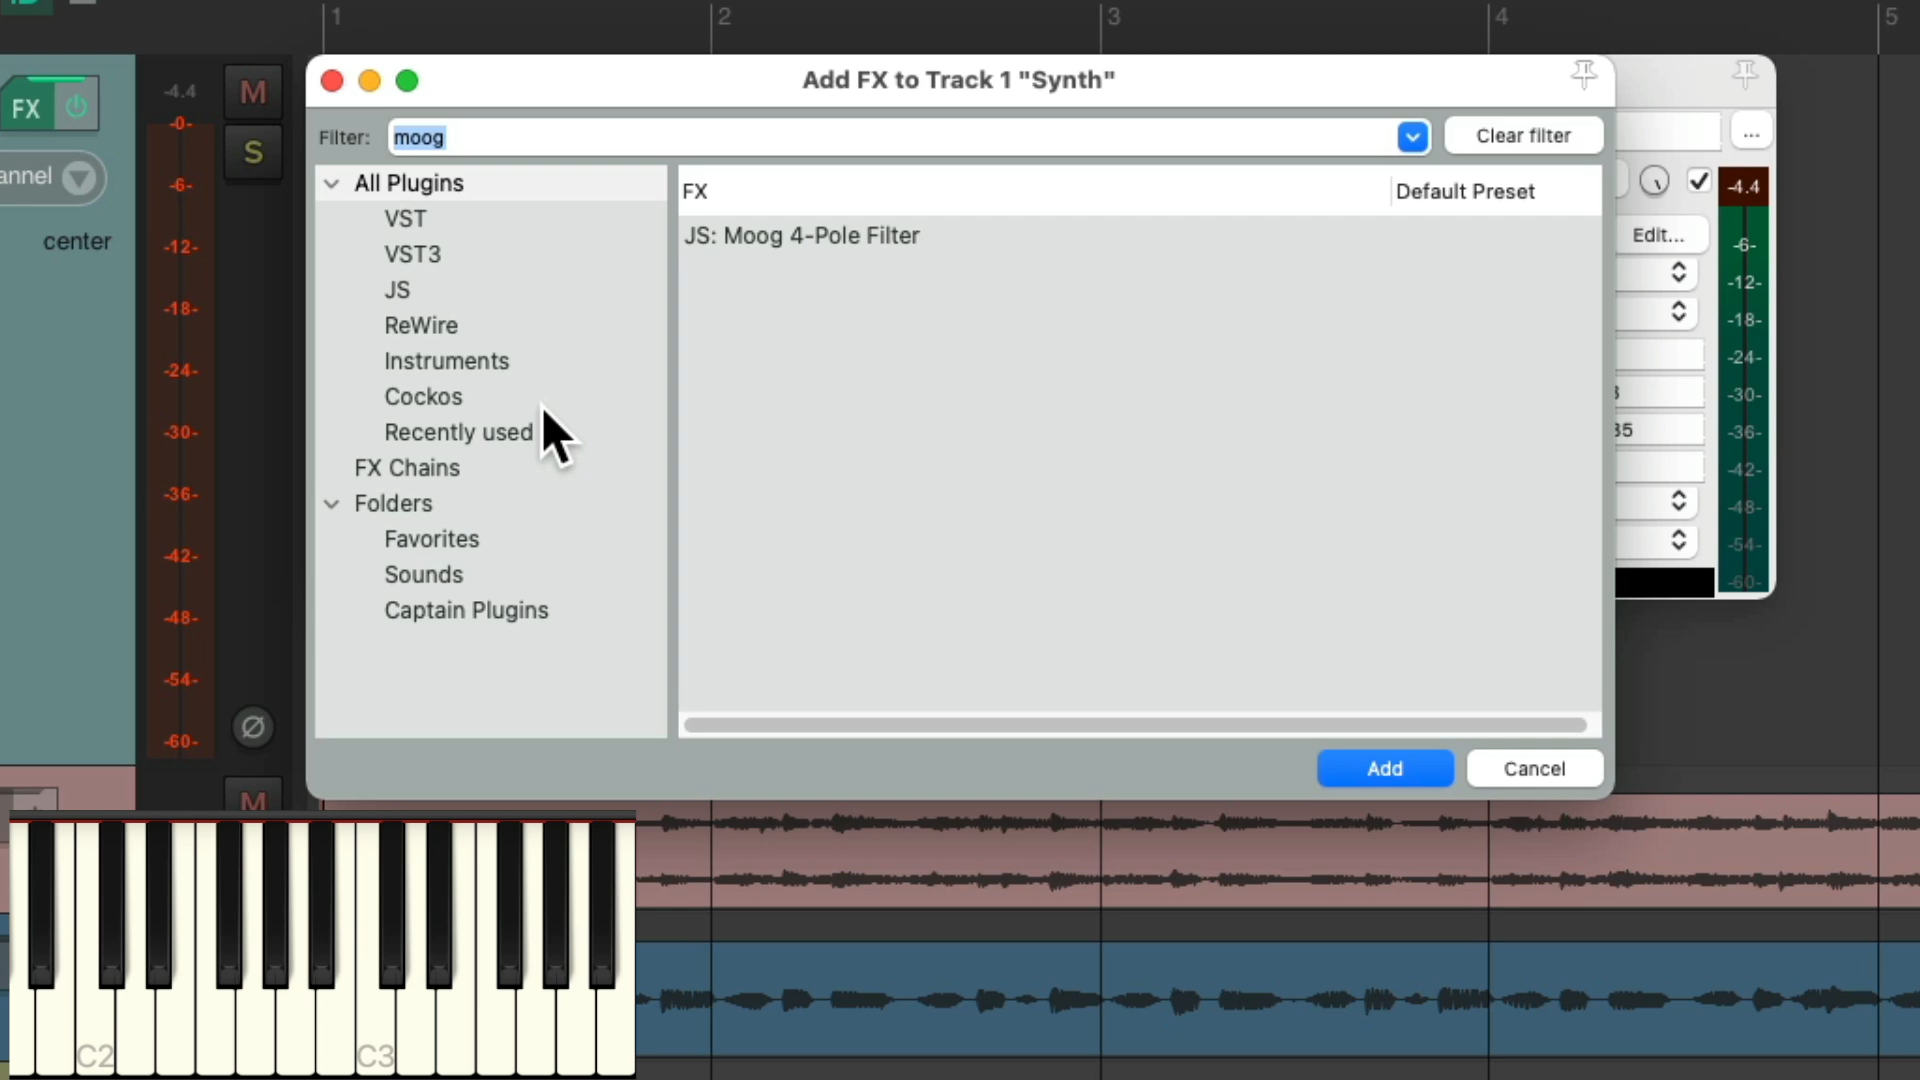 1
2
3
4
5
FX
annel
center
-4.4
-0-
-6-
-12-
-18-
-24-
-30-
-36-
-42-
-48-
-54-
-60-
M
S
Ø
M
Add FX to Track 1 "Synth"
Filter:
moog
Clear filter
All Plugins
VST
VST3
JS
ReWire
Instruments
Cockos
Recently used
FX Chains
Folders
Favorites
Sounds
Captain Plugins
FX
Default Preset
JS: Moog 4-Pole Filter
Add
Cancel
...
Edit...
35
-4.4
-6-
-12-
-18-
-24-
-30-
-36-
-42-
-48-
-54-
-60-
C2
C3